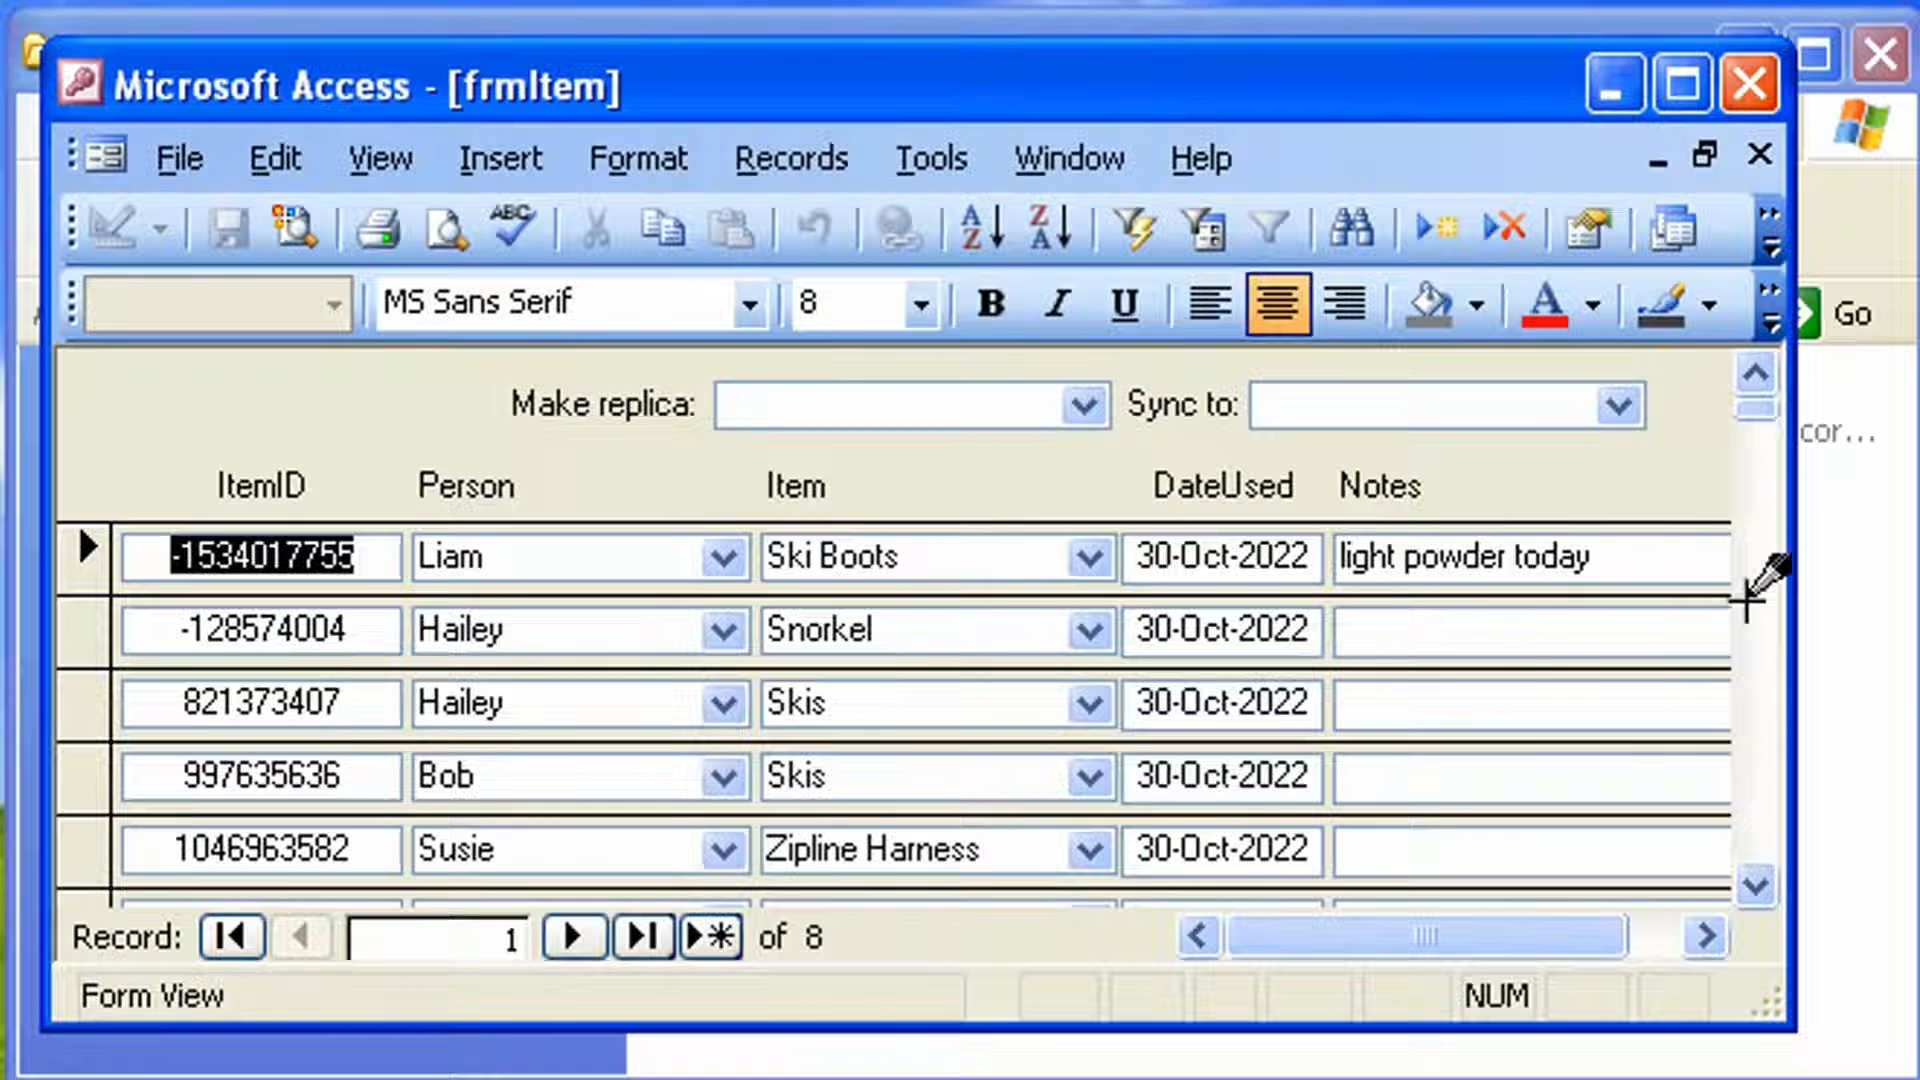 Microsoft Access - [frmItem]
File Edit View Insert Format Records Tools Window Help
ABC A Z Z A
MS Sans Serif 8 B I U A Go
Make replica: Sync to:
cor...
ItemID Person Item DateUsed Notes
-1534017755 Liam Ski Boots 30-Oct-2022 light powder today
-128574004 Hailey Snorkel 30-Oct-2022
821373407 Hailey Skis 30-Oct-2022
997635636 Bob Skis 30-Oct-2022
1046963582 Susie Zipline Harness 30-Oct-2022
Record: 1 of 8
Form View NUM